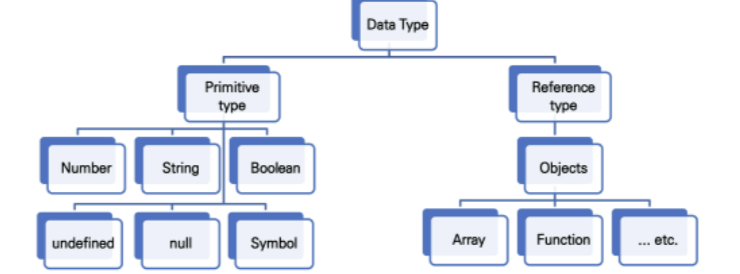 Data Type
Primitive
type
Reference
type
Number
String
Boolean
Objects
undefined
null
Symbol
Array
Function
... etc.